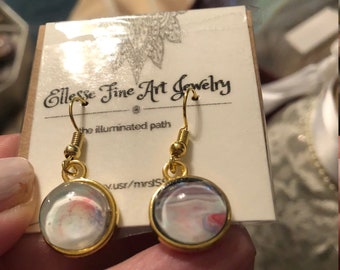 Ellesse Fine Art Jewelry
the illuminated path